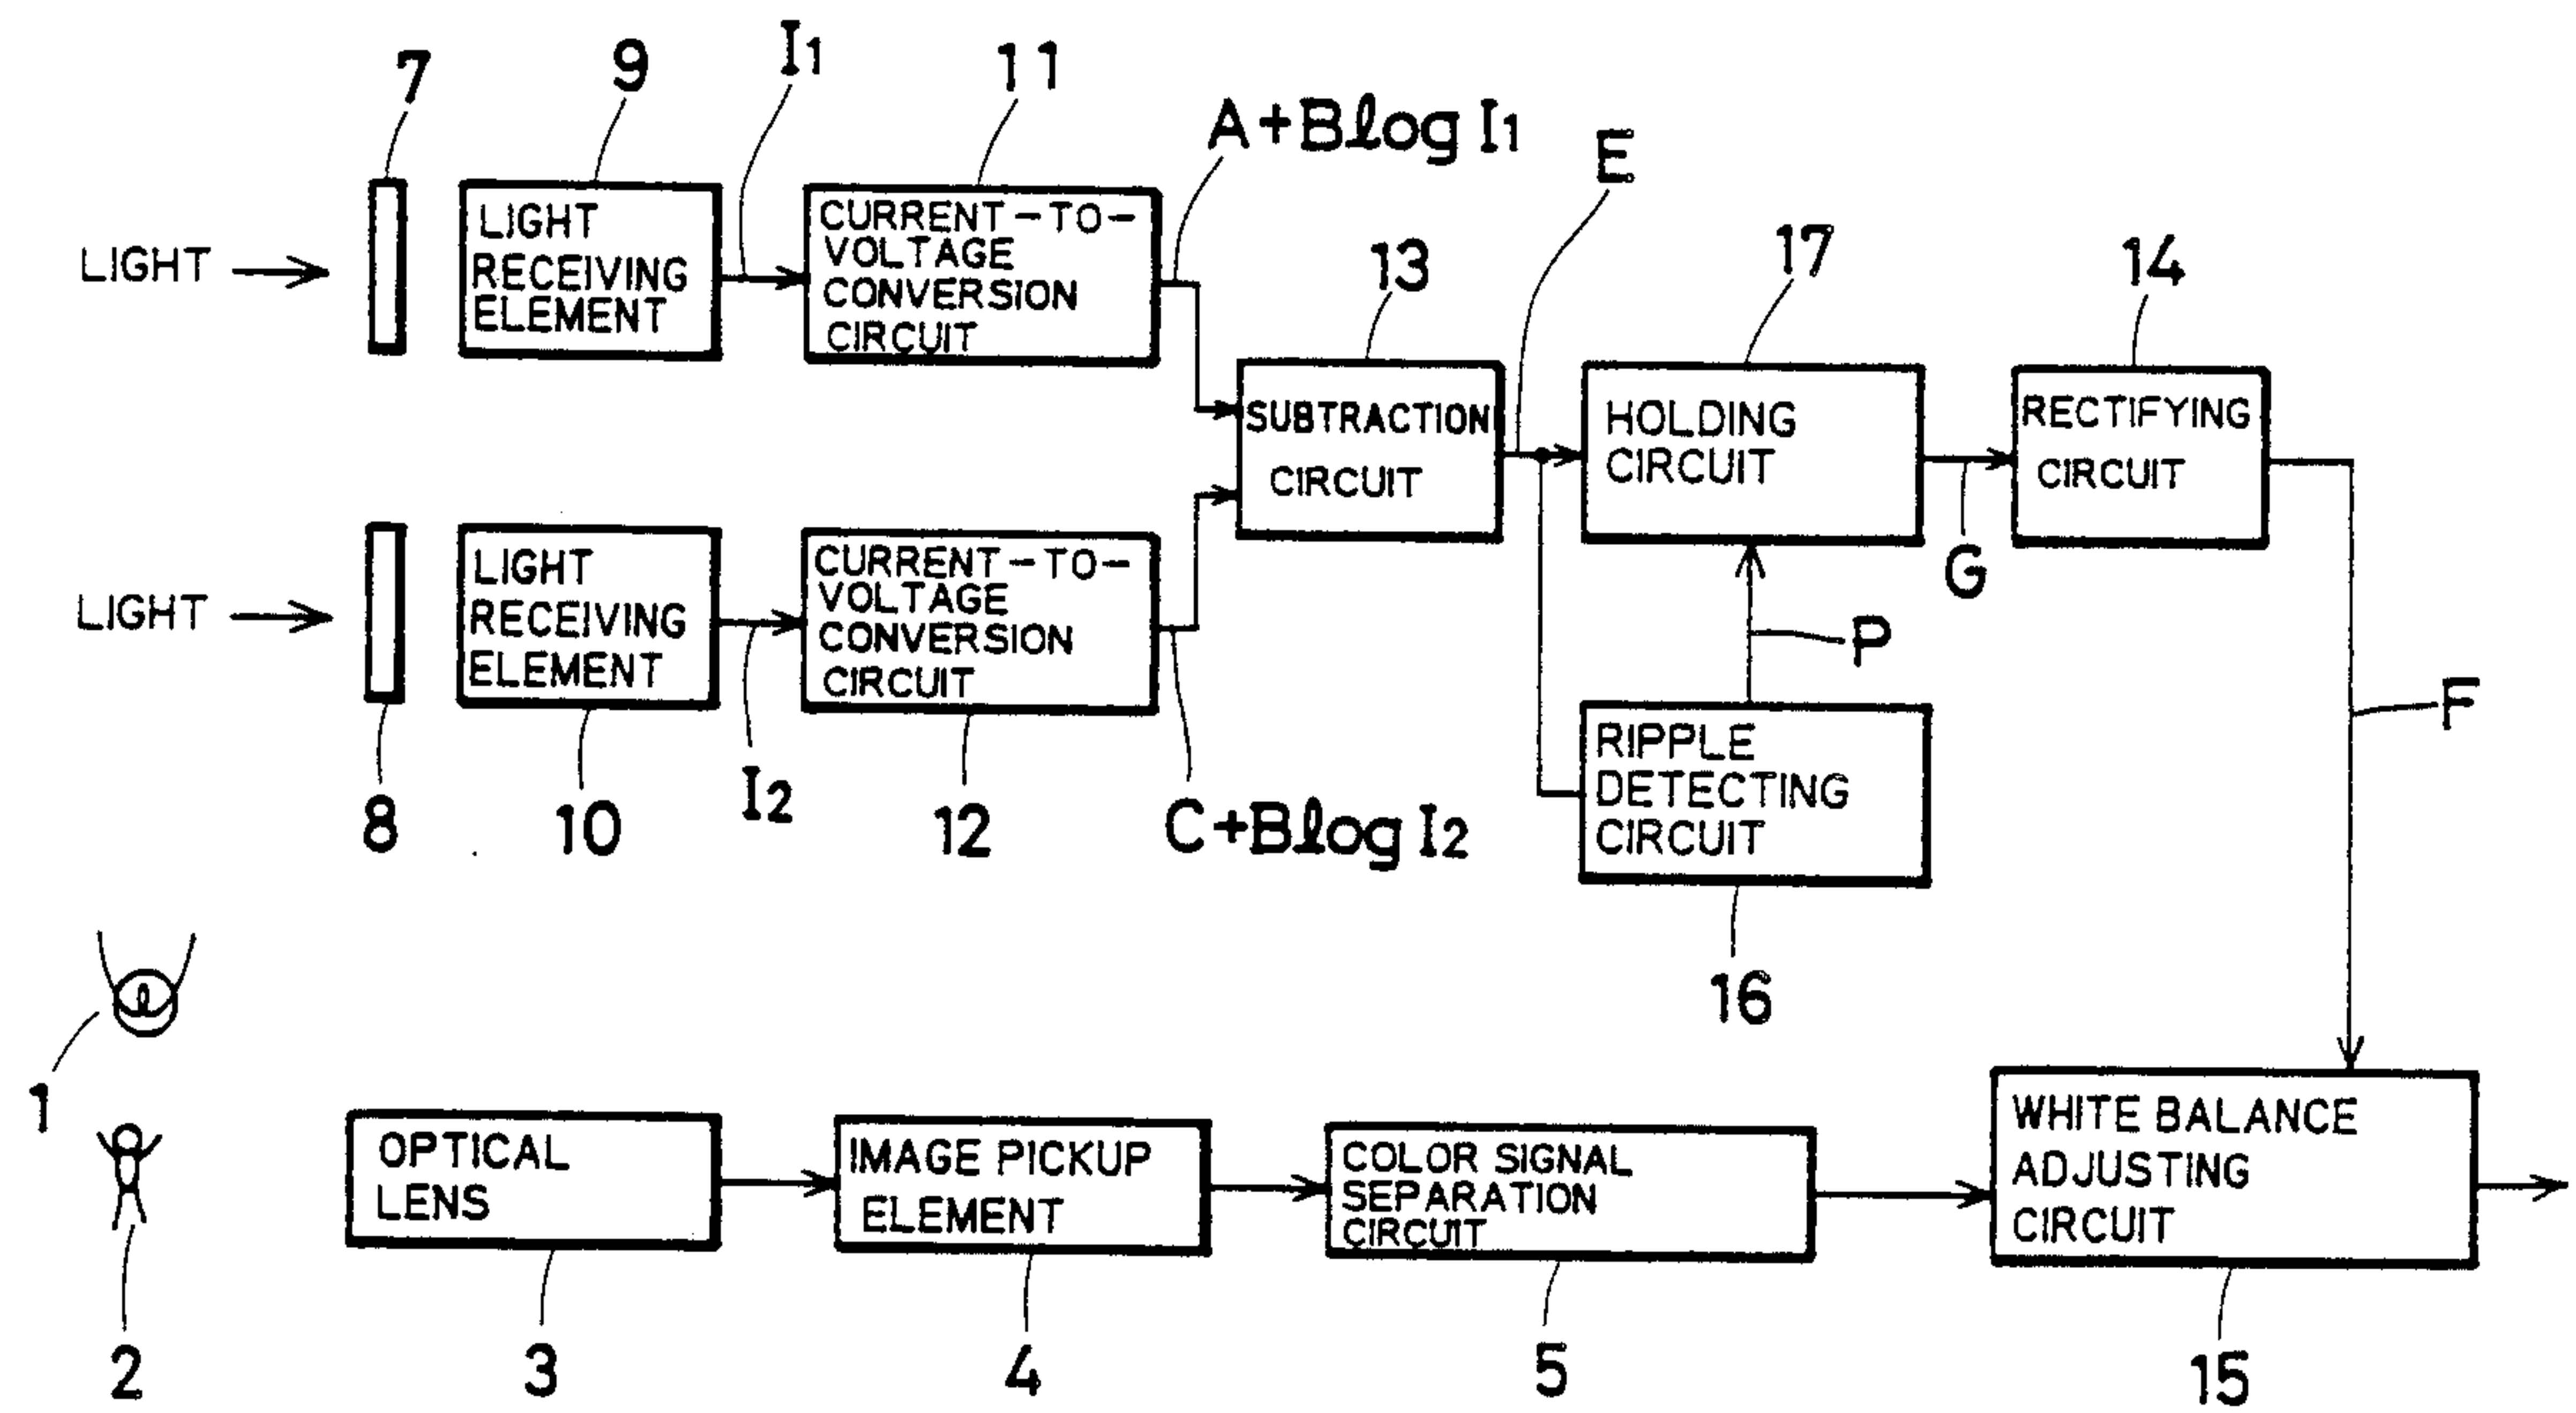 7
9
I1
11
A+Blog I1
E
LIGHT
LIGHT
RECEIVING
ELEMENT
CURRENT-TO-
VOLTAGE
CONVERSION
CIRCUIT
13
17
14
SUBTRACTION
CIRCUIT
HOLDING
CIRCUIT
RECTIFYING
CIRCUIT
G
LIGHT
LIGHT
RECEIVING
ELEMENT
CURRENT-TO-
VOLTAGE
CONVERSION
CIRCUIT
P
F
8
10
I2
12
C+Blog I2
RIPPLE
DETECTING
CIRCUIT
16
1
OPTICAL
LENS
IMAGE PICKUP
ELEMENT
COLOR SIGNAL
SEPARATION
CIRCUIT
WHITE BALANCE
ADJUSTING
CIRCUIT
2
3
4
5
15